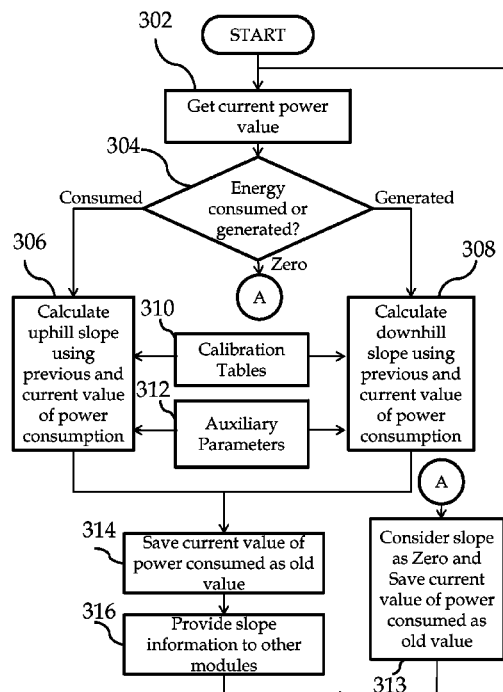 302
START
Get current power
value
304
Energy
consumed or
generated?
Consumed
Generated
Zero
A
306
Calculate
uphill slope
using
previous and
current value
of power
consumption
308
Calculate
downhill
slope using
previous and
current value
of power
consumption
310
Calibration
Tables
312
Auxiliary
Parameters
314
Save current value of
power consumed as old
value
316
Provide slope
information to other
modules
A
Consider slope
as Zero and
Save current
value of power
consumed as
old value
313